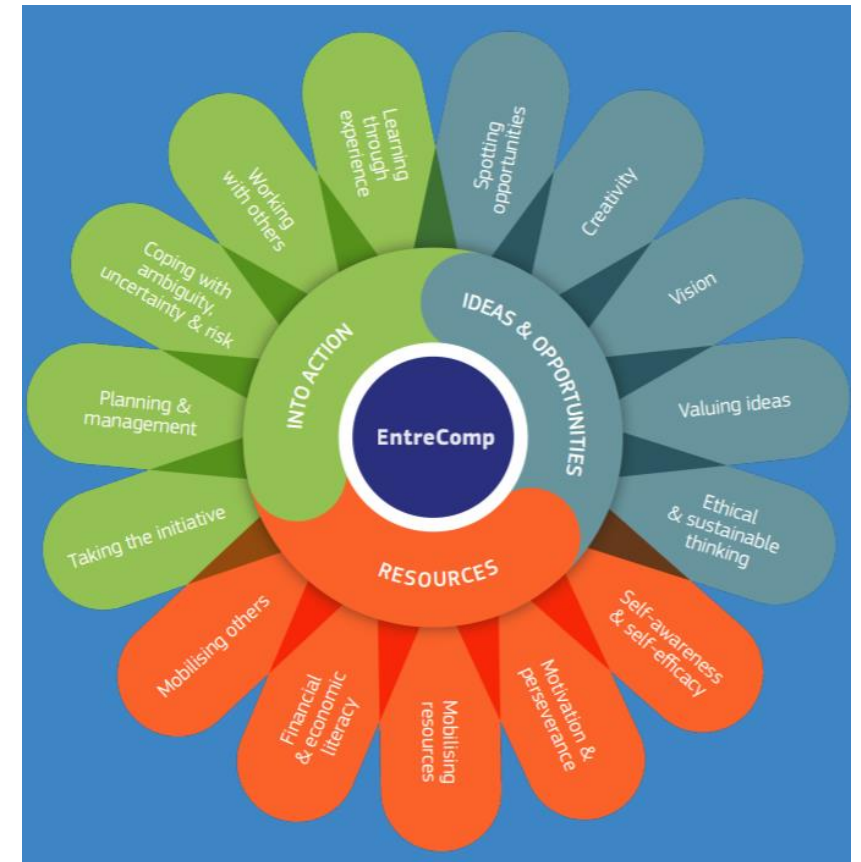 EntreComp
IDEAS & OPPORTUNITIES
Spotting
opportunities
Creativity
Vision
Valuing ideas
Ethical
& sustainable
thinking
RESOURCES
Self-awareness
& self-efficacy
Motivation &
perseverance
Mobilising
resources
Financial
& economic
literacy
Mobilising others
INTO ACTION
Taking the initiative
Planning &
management
Coping with
ambiguity,
uncertainty & risk
Working
with others
Learning
through
experience